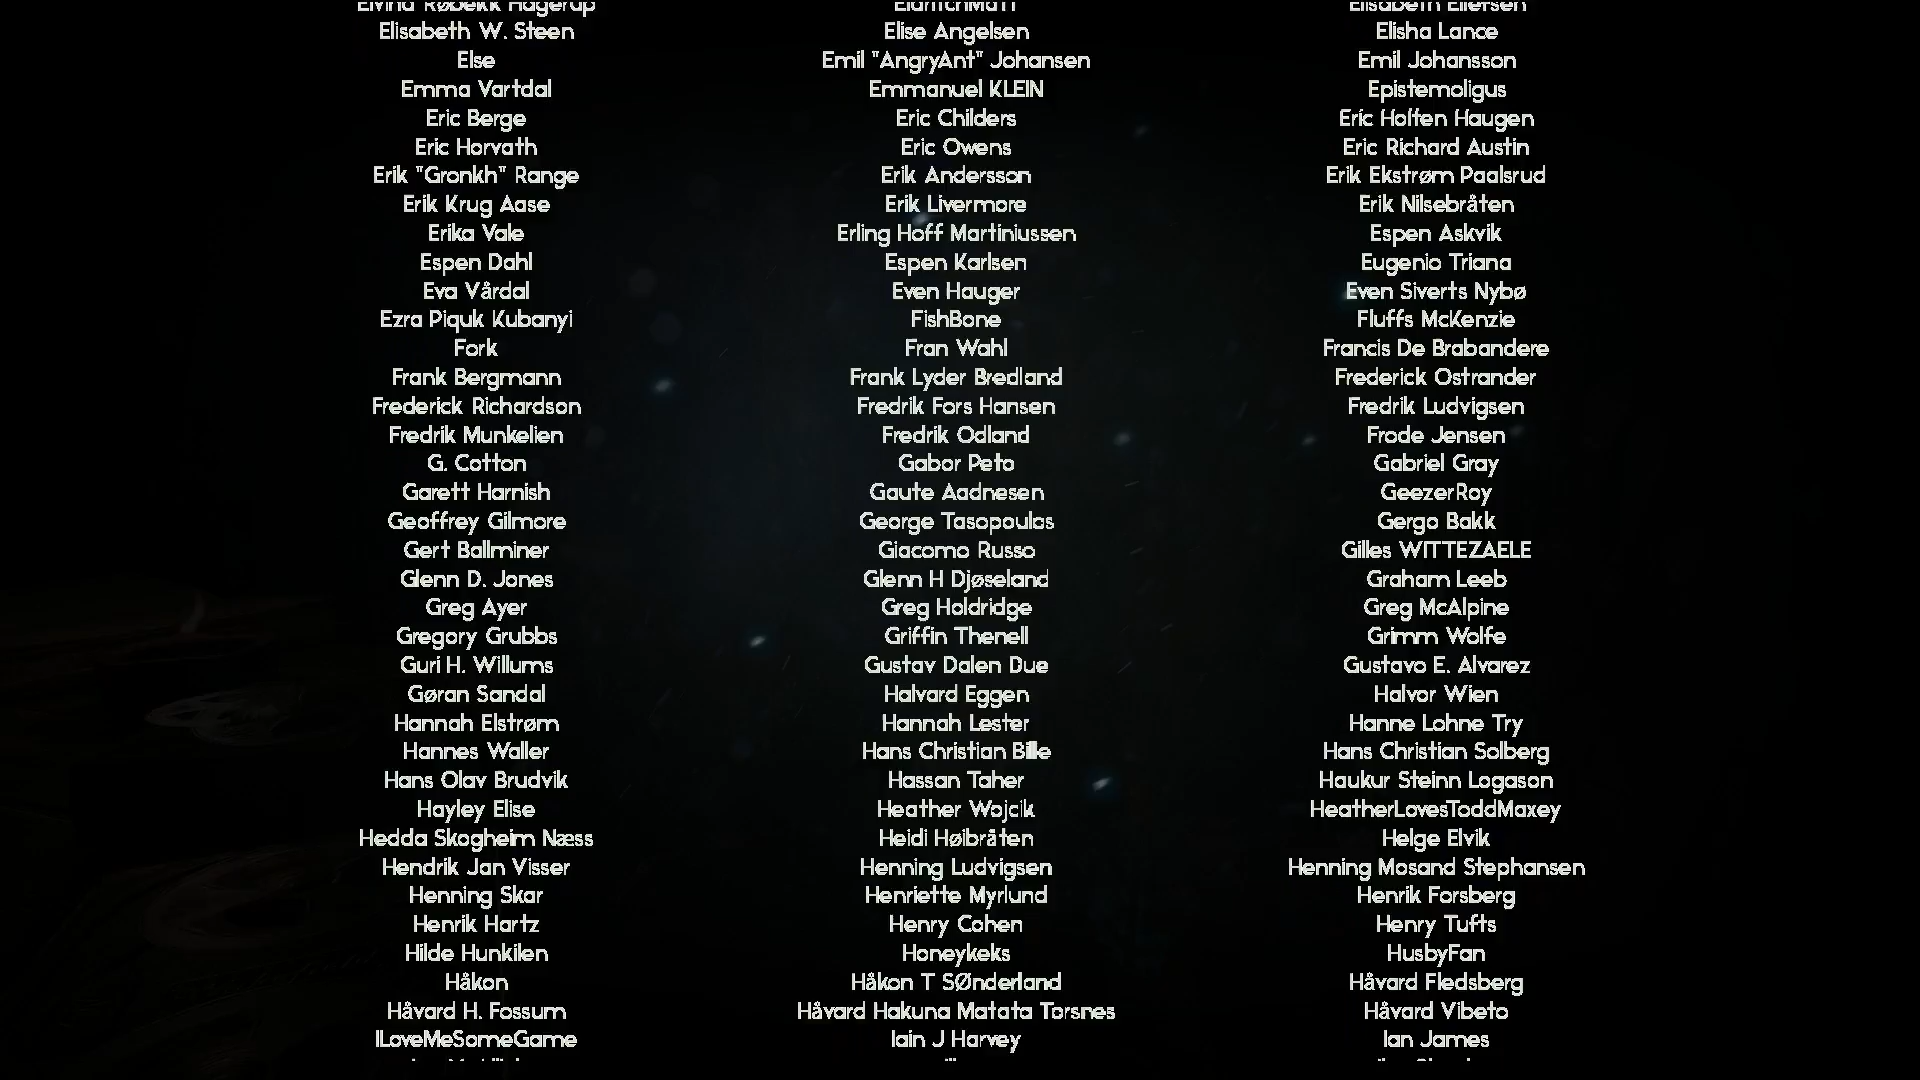 Eivind Røbekk Hagerup EldritchMatt Elisabeth Ellefsen
Elisabeth W. Steen Elise Angelsen Elisha Lance
Else Emil "AngryAnt" Johansen Emil Johansson
Emma Vartdal Emmanuel KLEIN Epistemoligus
Eric Berge Eric Childers Eric Hoften Haugen
Eric Horvath Eric Owens Eric Richard Austin
Erik "Gronkh" Range Erik Andersson Erik Ekstrøm Paalsrud
Erik Krug Aase Erik Livermore Erik Nilsebråten
Erika Vale Erling Hoff Martiniussen Espen Askvik
Espen Dahl Espen Karlsen Eugenio Triana
Eva Vårdal Even Hauger Even Siverts Nybø
Ezra Piquk Kubanyi FishBone Fluffs McKenzie
Fork Fran Wahl Francis De Brabandere
Frank Bergmann Frank Lyder Bredland Frederick Ostrander
Frederick Richardson Fredrik Fors Hansen Fredrik Ludvigsen
Fredrik Munkelien Fredrik Odland Frode Jensen
G. Cotton Gabor Peto Gabriel Gray
Garett Harnish Gaute Aadnesen GeezerRoy
Geoffrey Gilmore George Tasopoulos Gergo Bakk
Gert Ballminer Giacomo Russo Gilles WITTEZAELE
Glenn D. Jones Glenn H Djøseland Graham Leeb
Greg Ayer Greg Holdridge Greg McAlpine
Gregory Grubbs Griffin Thenell Grimm Wolfe
Guri H. Willums Gustav Dalen Due Gustavo E. Alvarez
Gøran Sandal Halvard Eggen Halvor Wien
Hannah Elstrøm Hannah Lester Hanne Lohne Try
Hannes Waller Hans Christian Bille Hans Christian Solberg
Hans Olav Brudvik Hassan Taher Haukur Steinn Logason
Hayley Elise Heather Wojcik HeatherLovesToddMaxey
Hedda Skogheim Næss Heidi Høibråten Helge Elvik
Hendrik Jan Visser Henning Ludvigsen Henning Mosand Stephansen
Henning Skar Henriette Myrlund Henrik Forsberg
Henrik Hartz Henry Cohen Henry Tufts
Hilde Hunkilen Honeykeks HusbyFan
Håkon Håkon T SØnderland Håvard Fledsberg
Håvard H. Fossum Håvard Hakuna Matata Torsnes Håvard Vibeto
ILoveMeSomeGame Iain J Harvey Ian James